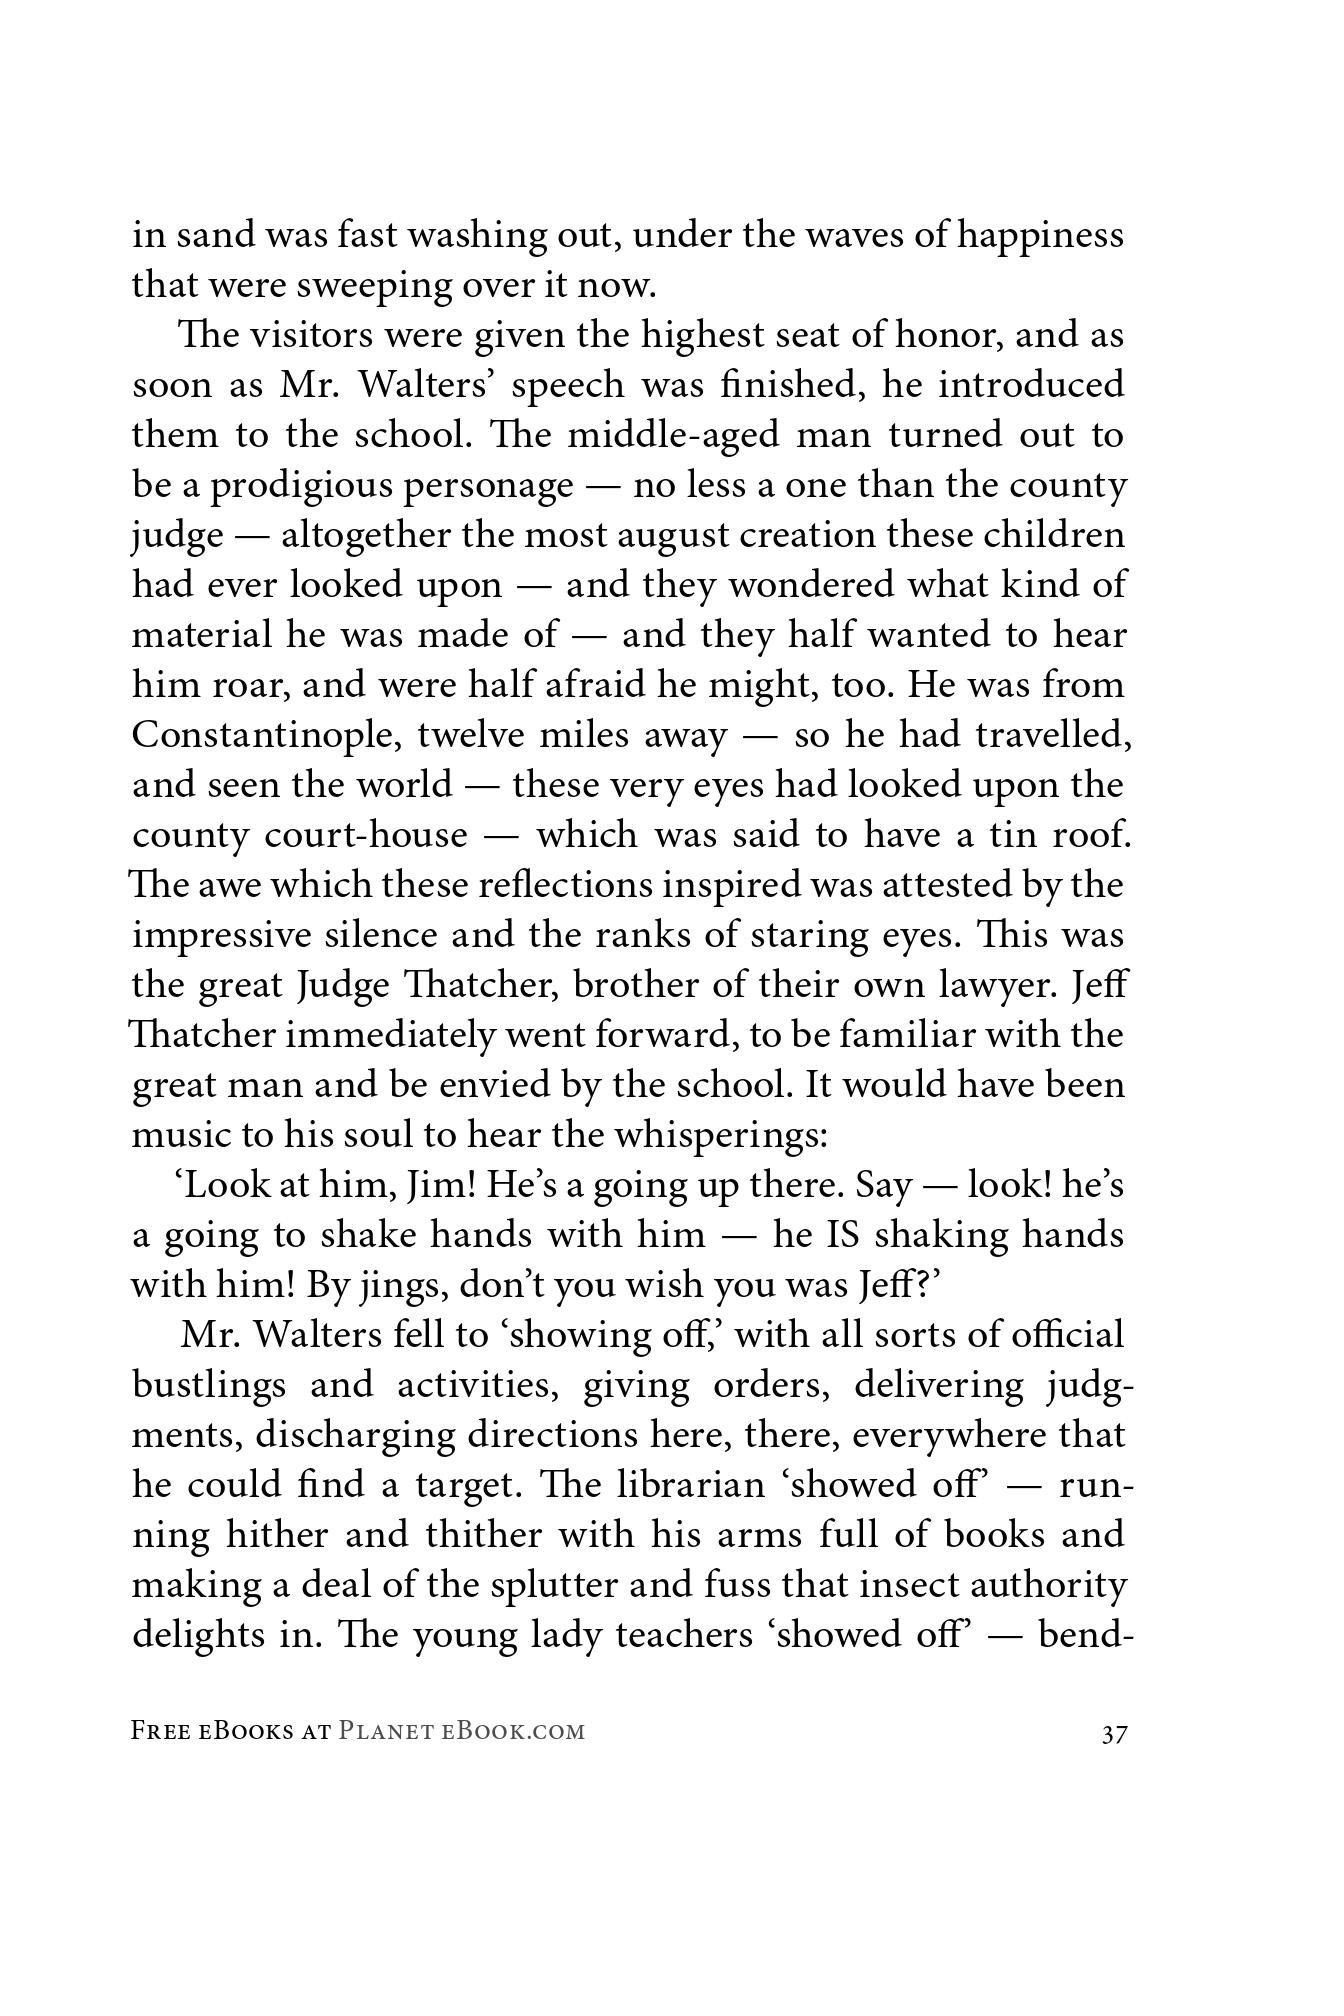 in sand was fast washing out, under the waves of happiness
that were sweeping over it now.
The visitors were given the highest seat of honor, and as
soon as Mr. Walters’ speech was finished, he introduced
them to the school. The middle-aged man turned out to
be a prodigious personage — no less a one than the county
judge — altogether the most august creation these children
had ever looked upon — and they wondered what kind of
material he was made of — and they half wanted to hear
him roar, and were half afraid he might, too. He was from
Constantinople, twelve miles away — so he had travelled,
and seen the world — these very eyes had looked upon the
county court-house — which was said to have a tin roof.
The awe which these reflections inspired was attested by the
impressive silence and the ranks of staring eyes. This was
the great Judge Thatcher, brother of their own lawyer. Jeff
Thatcher immediately went forward, to be familiar with the
great man and be envied by the school. It would have been
music to his soul to hear the whisperings:
‘Look at him, Jim! He’s a going up there. Say — look! he’s
a going to shake hands with him — he IS shaking hands
with him! By jings, don’t you wish you was Jeff?’
Mr. Walters fell to ‘showing off,’ with all sorts of official
bustlings and activities, giving orders, delivering judg-
ments, discharging directions here, there, everywhere that
he could find a target. The librarian ‘showed off’ — run-
ning hither and thither with his arms full of books and
making a deal of the splutter and fuss that insect authority
delights in. The young lady teachers ‘showed off’ — bend-
Free eBooks at Planet eBook.com 37